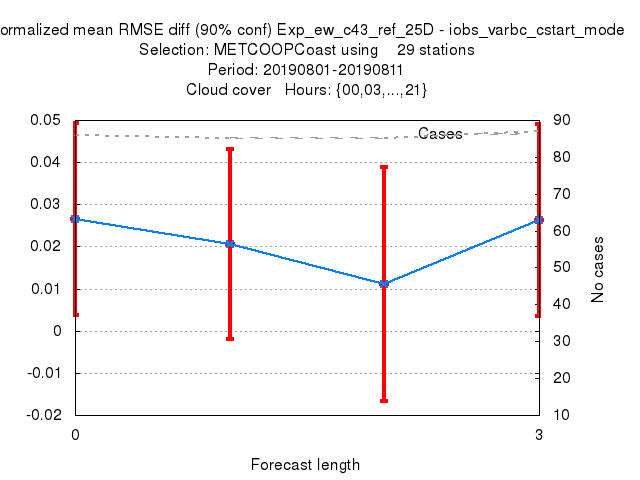 ormalized mean RMSE diff (90% conf) Exp_ew_c43_ref_25D - iobs_varbc_cstart_mode
Selection: METCOOPCoast using 29 stations
Period: 20190801-20190811
Cloud cover Hours: {00,03,...,21}
0.05
0.04
0.03
0.02
0.01
0
-0.01
-0.02
Cases
90
80
70
60
50
40
30
20
10
No cases
0
3
Forecast length